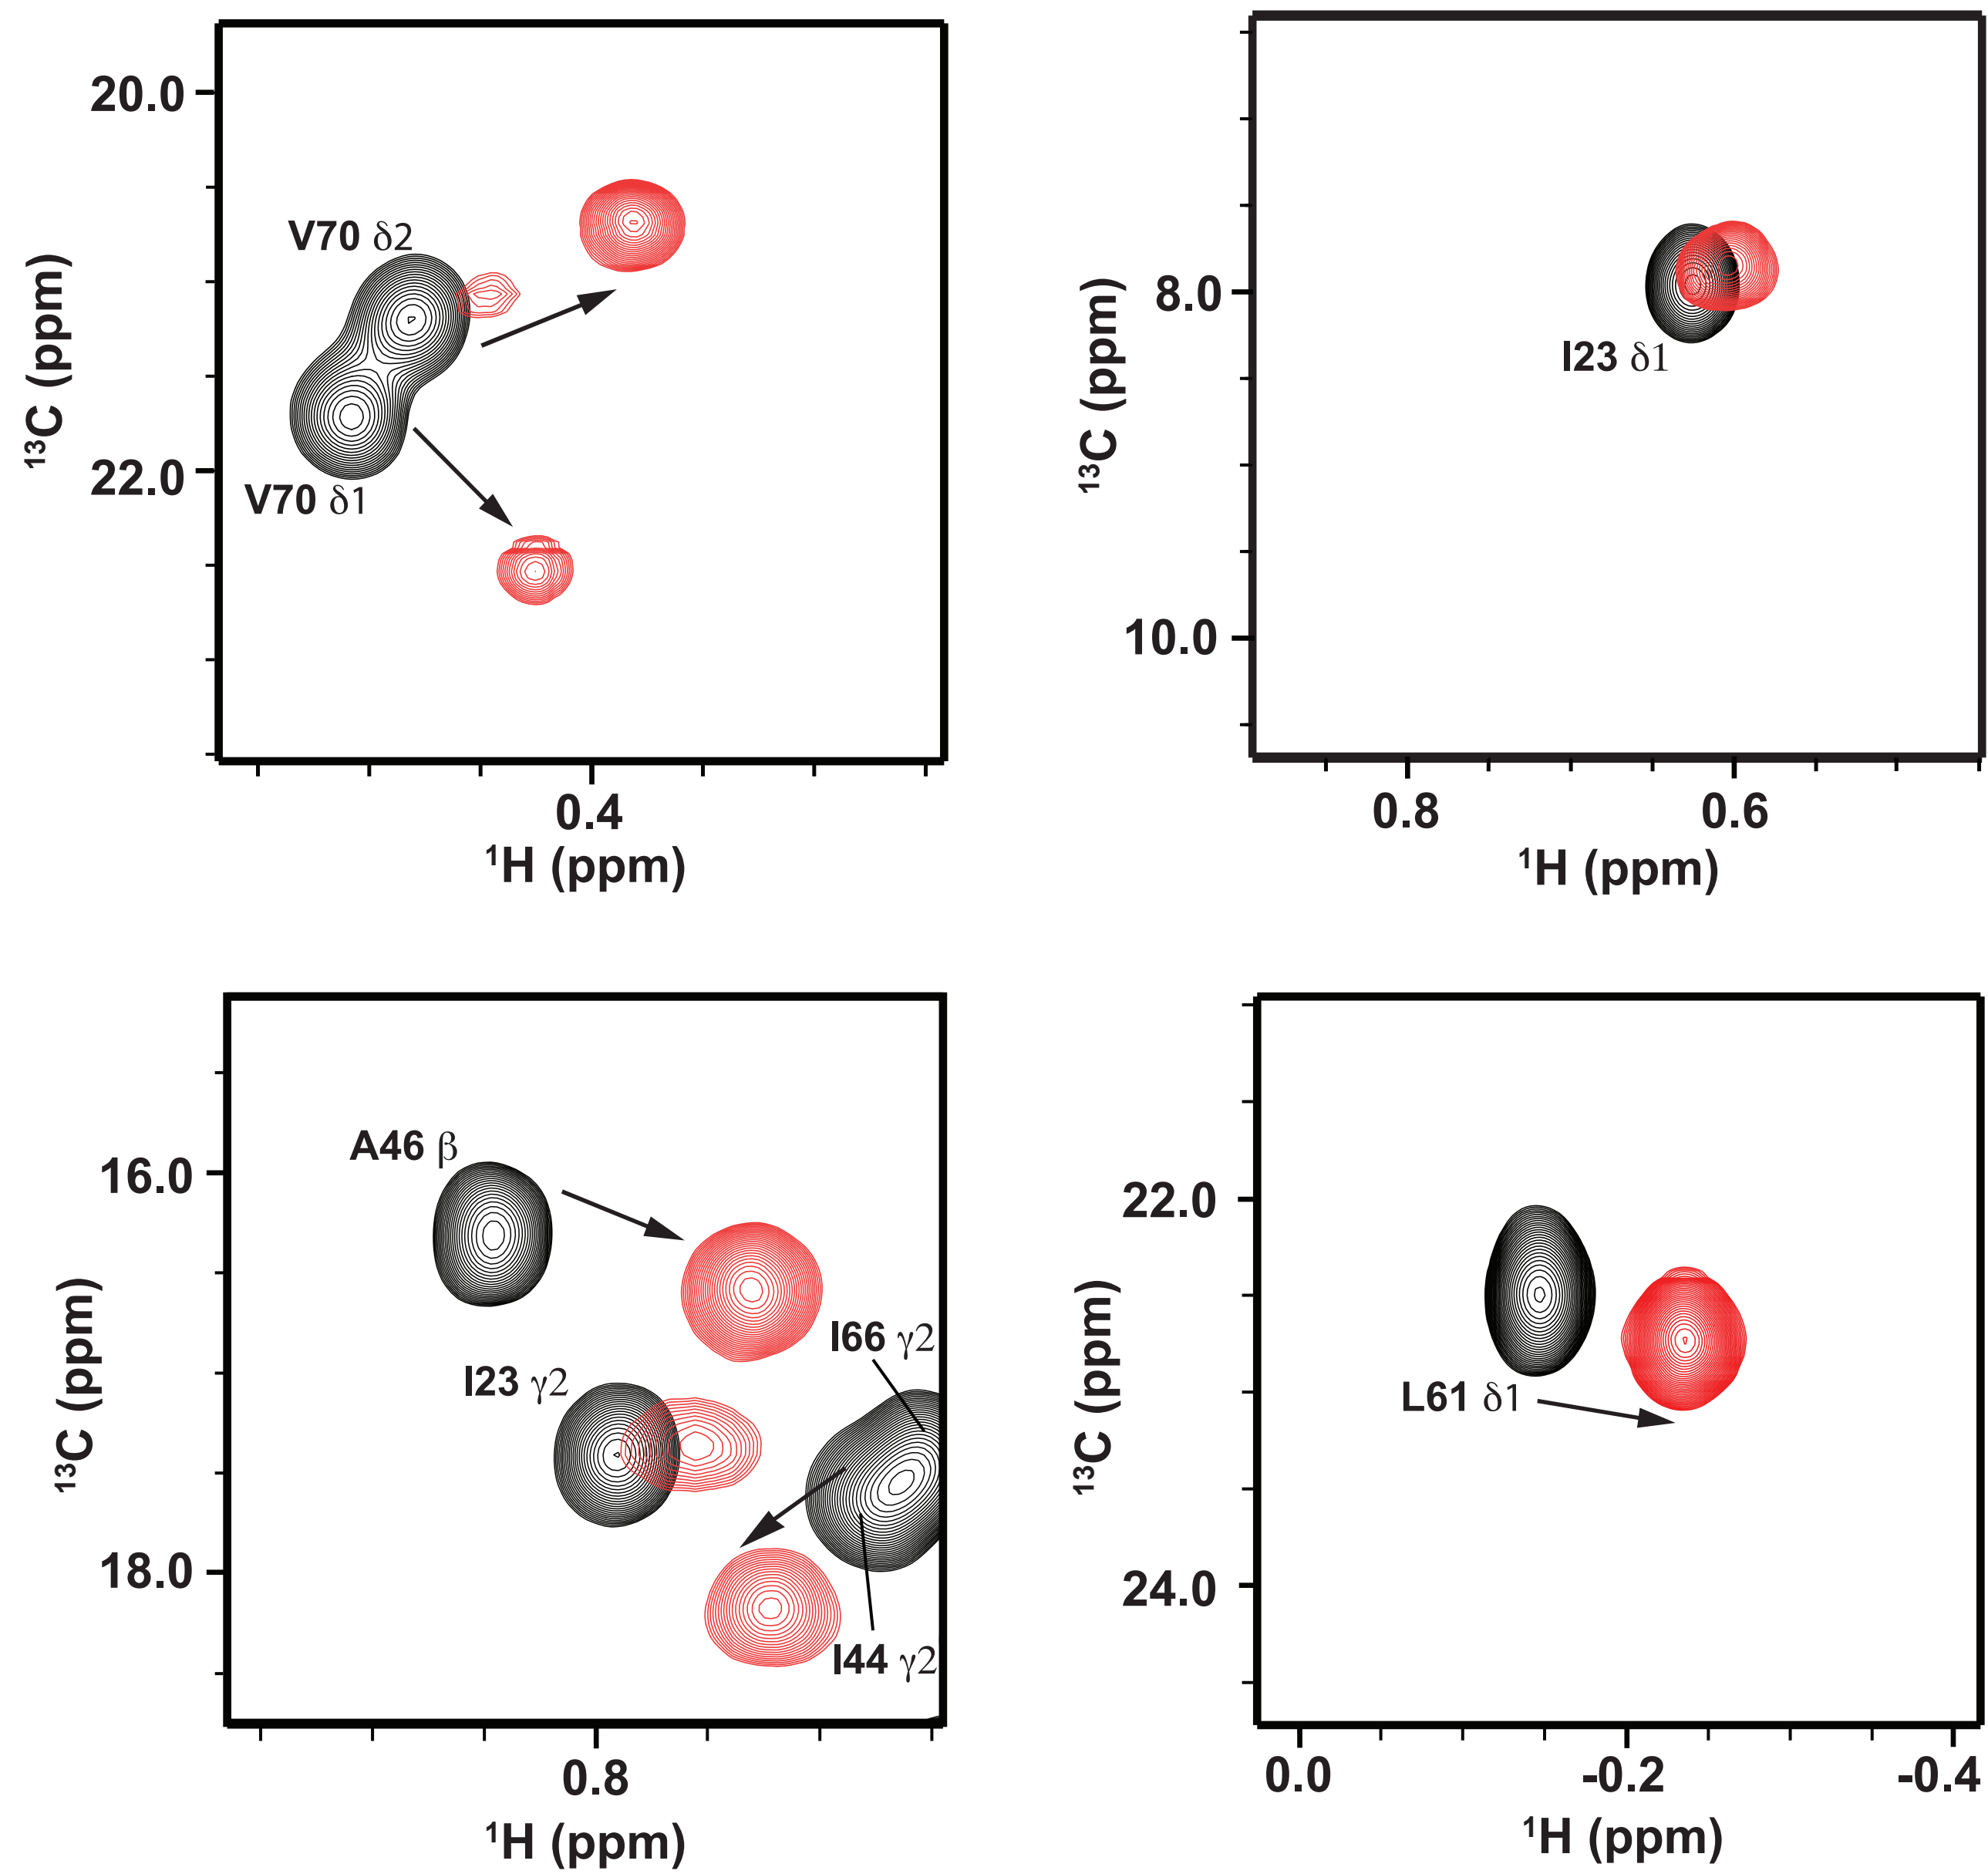 20.0
V70 δ2
¹³C (ppm)
22.0
V70 δ1
0.4
¹H (ppm)
8.0
I23 δ1
¹³C (ppm)
10.0
0.8 0.6
¹H (ppm)
A46 β
16.0
I66 γ2
I23 γ2
¹³C (ppm)
18.0
I44 γ2
0.8
¹H (ppm)
22.0
L61 δ1
¹³C (ppm)
24.0
0.0 -0.2 -0.4
¹H (ppm)